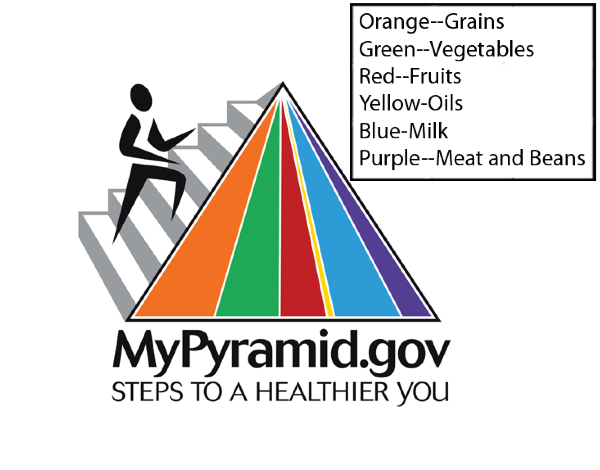 Orange--Grains
Green--Vegetables
Red--Fruits
Yellow-Oils
Blue-Milk
Purple--Meat and Beans
MyPyramid.gov
STEPS TO A HEALTHIER YOU